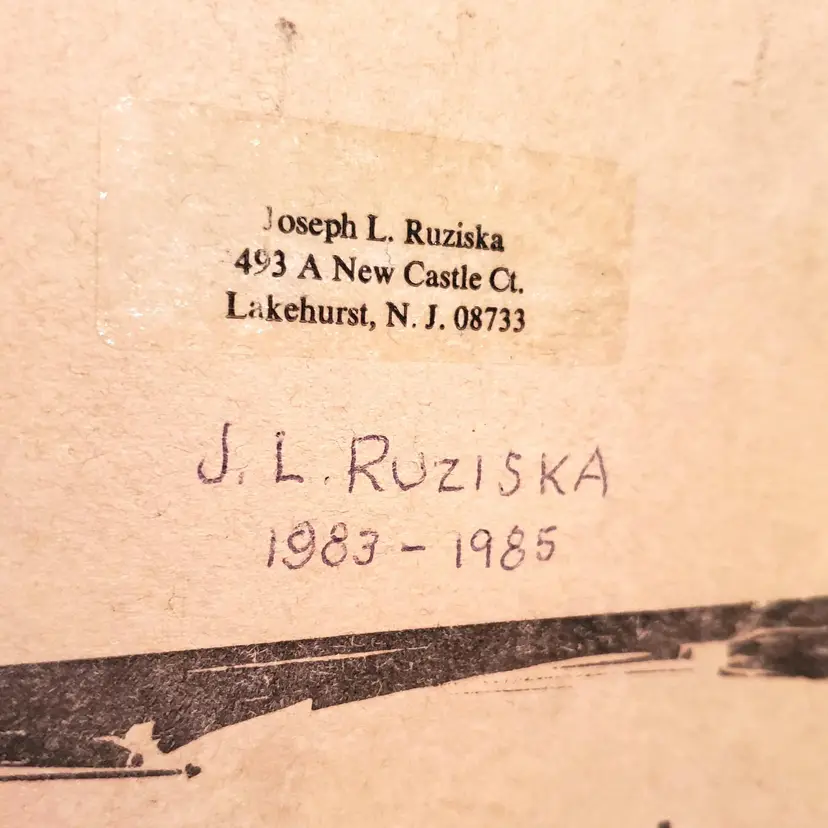 Joseph L. Ruziska
493 A New Castle Ct.
Lakehurst, N. J. 08733
J. L. RUZISKA
1983 - 1985